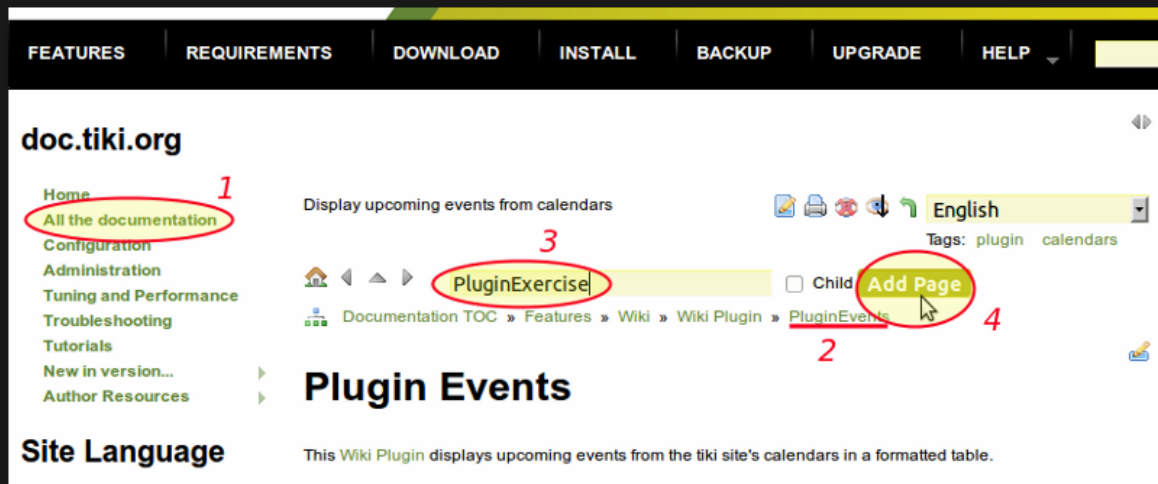 FEATURES REQUIREMENTS DOWNLOAD INSTALL BACKUP UPGRADE HELP
doc.tiki.org
Home
1
All the documentation
Configuration
Administration
Tuning and Performance
Troubleshooting
Tutorials
New in version...
Author Resources
Site Language
Display upcoming events from calendars
English
Tags: plugin calendars
3
PluginExercise
Child
Add Page
4
Documentation TOC » Features » Wiki » Wiki Plugin » PluginEvents
2
Plugin Events
This Wiki Plugin displays upcoming events from the tiki site's calendars in a formatted table.